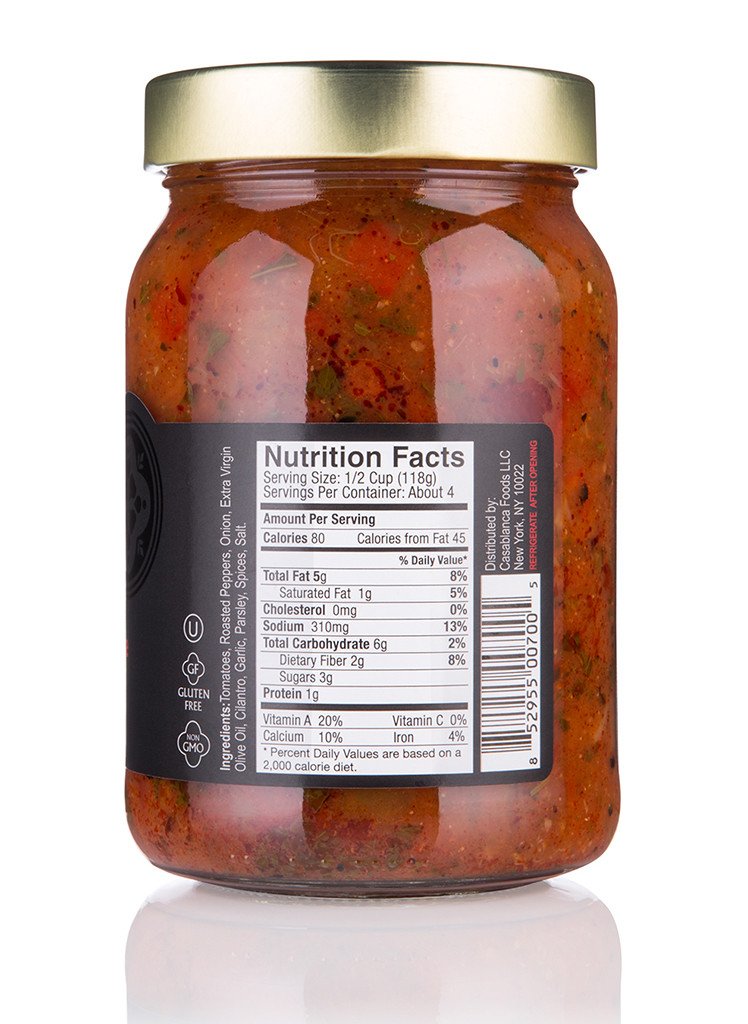 Nutrition Facts
Serving Size: 1/2 Cup (118g)
Servings Per Container: About 4
Amount Per Serving
Calories 80 Calories from Fat 45
% Daily Value*
Total Fat 5g 8%
Saturated Fat 1g 5%
Cholesterol 0mg 0%
Sodium 310mg 13%
Total Carbohydrate 6g 2%
Dietary Fiber 2g 8%
Sugars 3g
Protein 1g
Vitamin A 20% Vitamin C 0%
Calcium 10% Iron 4%
* Percent Daily Values are based on a
2,000 calorie diet.
U
GF
GLUTEN
FREE
NON
GMO
Ingredients: Tomatoes, Roasted Peppers, Onion, Extra Virgin
Olive Oil, Cilantro, Garlic, Parsley, Spices, Salt.
Distributed by:
Casablanca Foods LLC
New York, NY 10022
REFRIGERATE AFTER OPENING
8 52955 00700 5